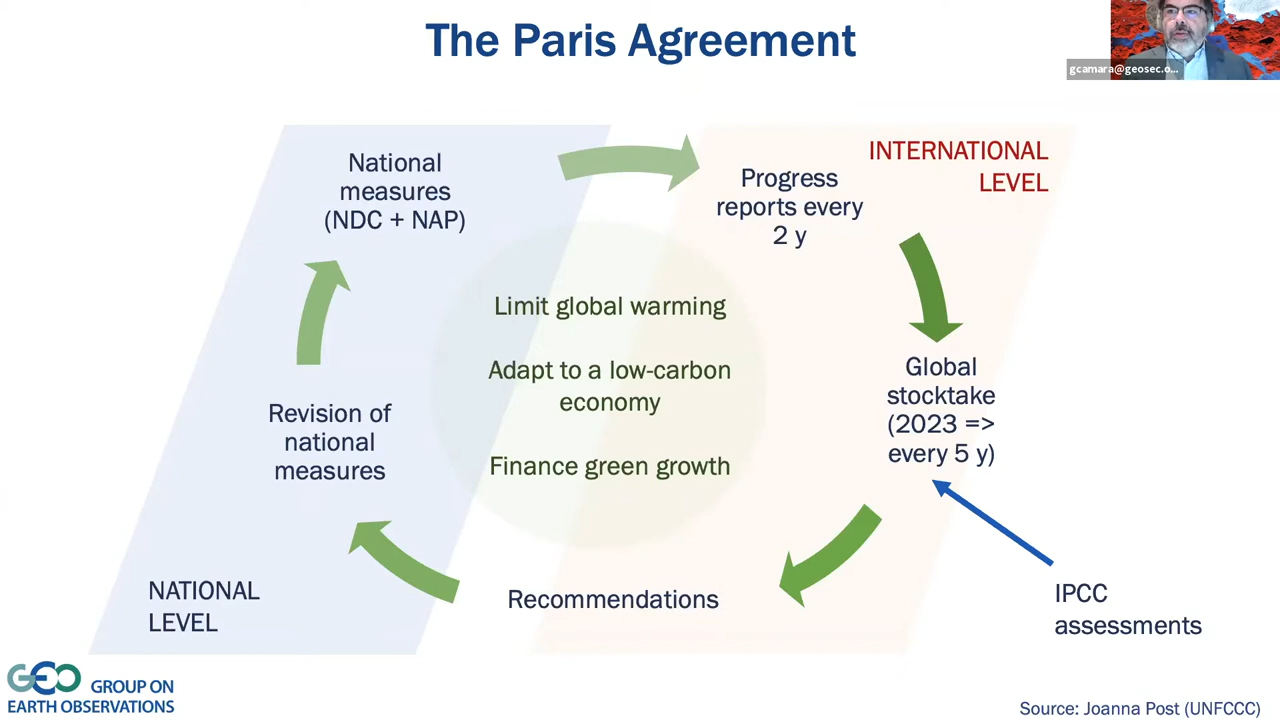 The Paris Agreement
gcamara@geosec.o...
National
measures
(NDC + NAP)
Progress
reports every
2 y
INTERNATIONAL
LEVEL
Limit global warming
Adapt to a low-carbon
economy
Finance green growth
Global
stocktake
(2023 =>
every 5 y)
Revision of
national
measures
Recommendations
NATIONAL
LEVEL
IPCC
assessments
GEO GROUP ON
EARTH OBSERVATIONS
Source: Joanna Post (UNFCCC)